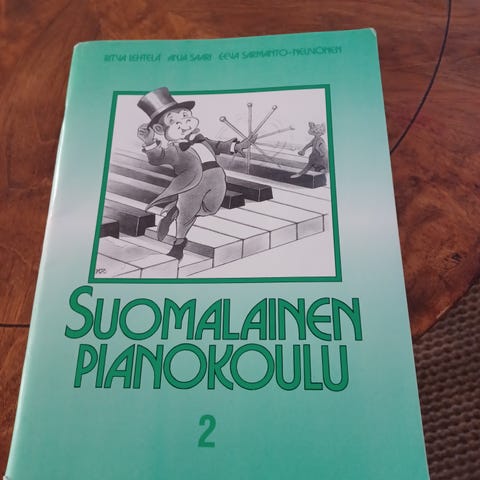 RITVA LEHTELÄ ANJA SAARI EEVA SARMANTO-NEUVONEN
SUOMALAINEN
PIANOKOULU
2